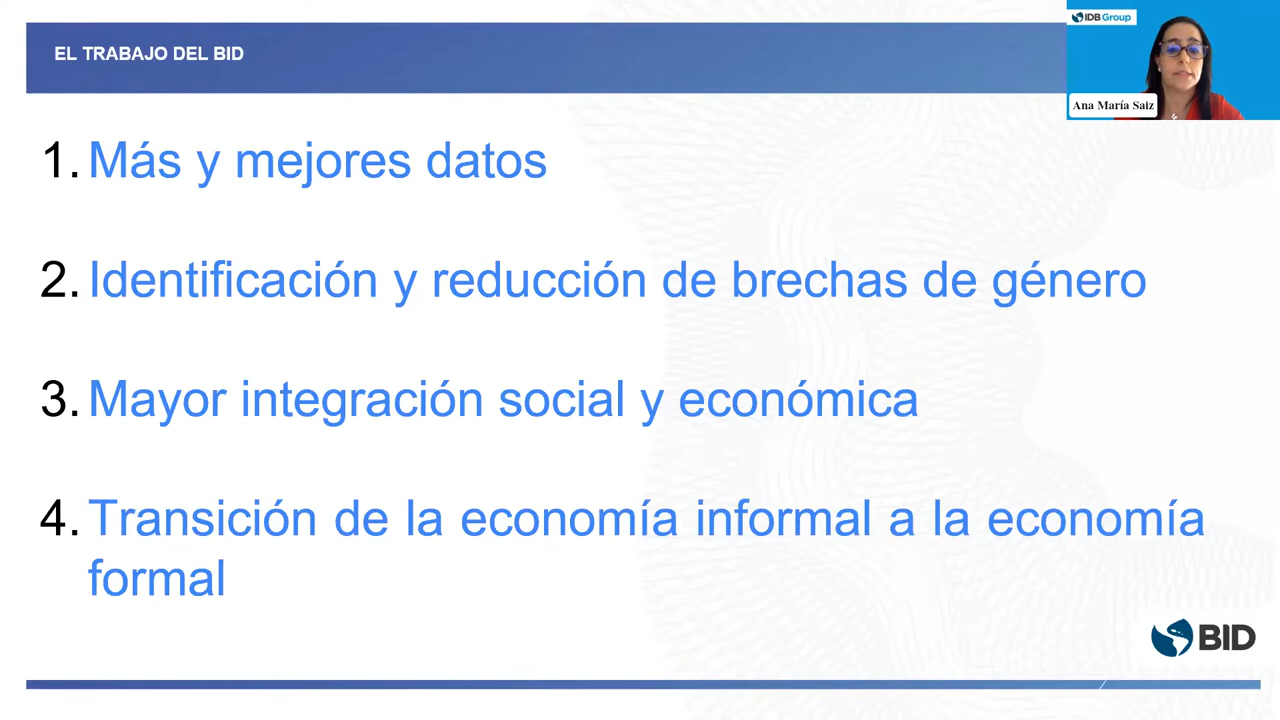 EL TRABAJO DEL BID
IDB Group
Ana María Saiz
1. Más y mejores datos
2. Identificación y reducción de brechas de género
3. Mayor integración social y económica
4. Transición de la economía informal a la economía
formal
BID